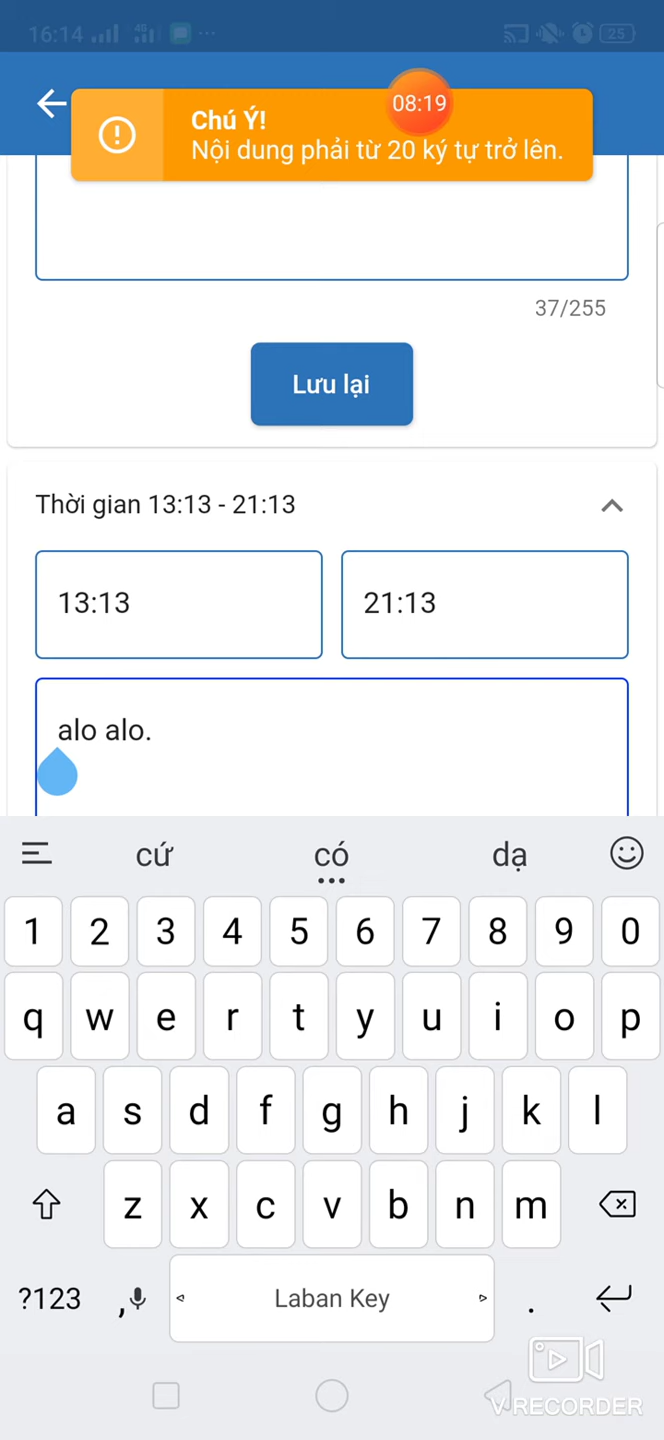 16:14
4G
25
08:19
Chú Ý!
Nội dung phải từ 20 ký tự trở lên.
37/255
Lưu lại
Thời gian 13:13 - 21:13
13:13 21:13
alo alo.
cứ có dạ
1 2 3 4 5 6 7 8 9 0
q w e r t y u i o p
a s d f g h j k l
z x c v b n m
?123 , Laban Key .
V RECORDER